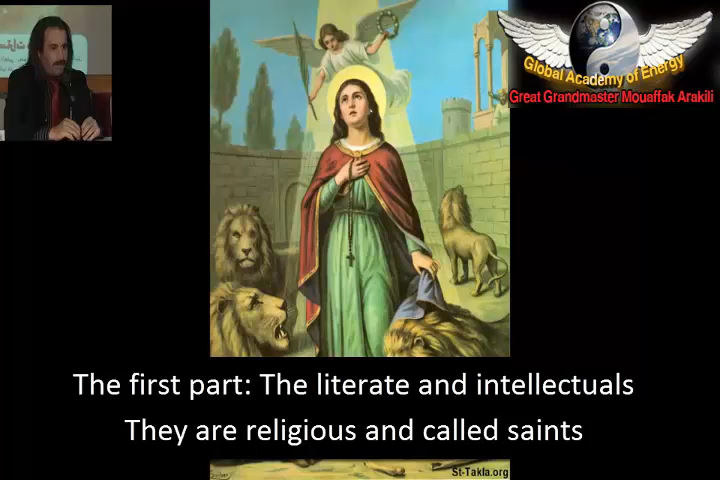 Global Academy of Energy
Great Grandmaster Mouaffak Arakili
The first part: The literate and intellectuals
They are religious and called saints
St-Takla.org